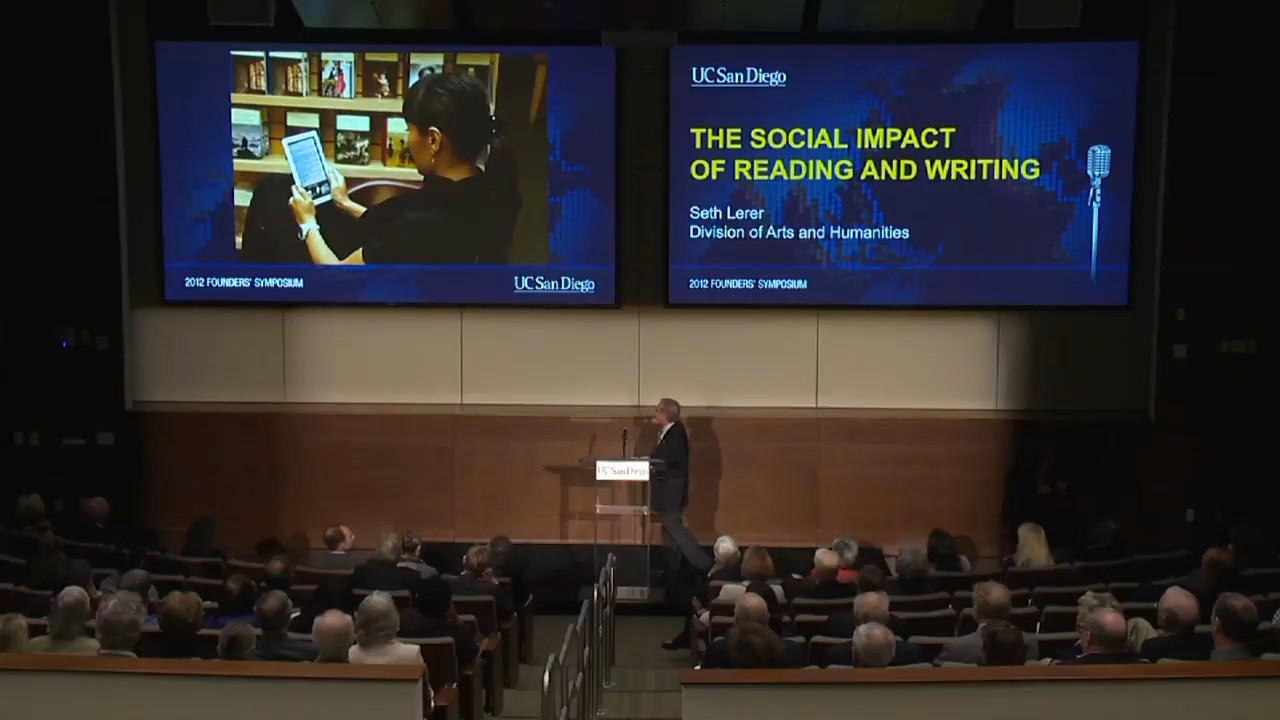 2012 FOUNDERS' SYMPOSIUM
UC San Diego
UC San Diego
THE SOCIAL IMPACT
OF READING AND WRITING
Seth Lerer
Division of Arts and Humanities
2012 FOUNDERS' SYMPOSIUM
UC San Diego